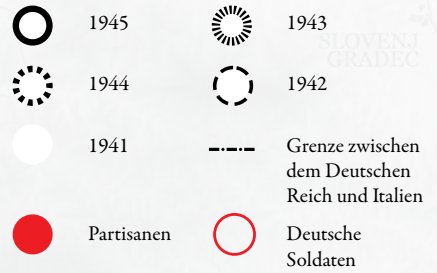 1945
1943
SLOVENJ
GRADEC
1944
1942
1941
Grenze zwischen
dem Deutschen
Reich und Italien
Partisanen
Deutsche
Soldaten